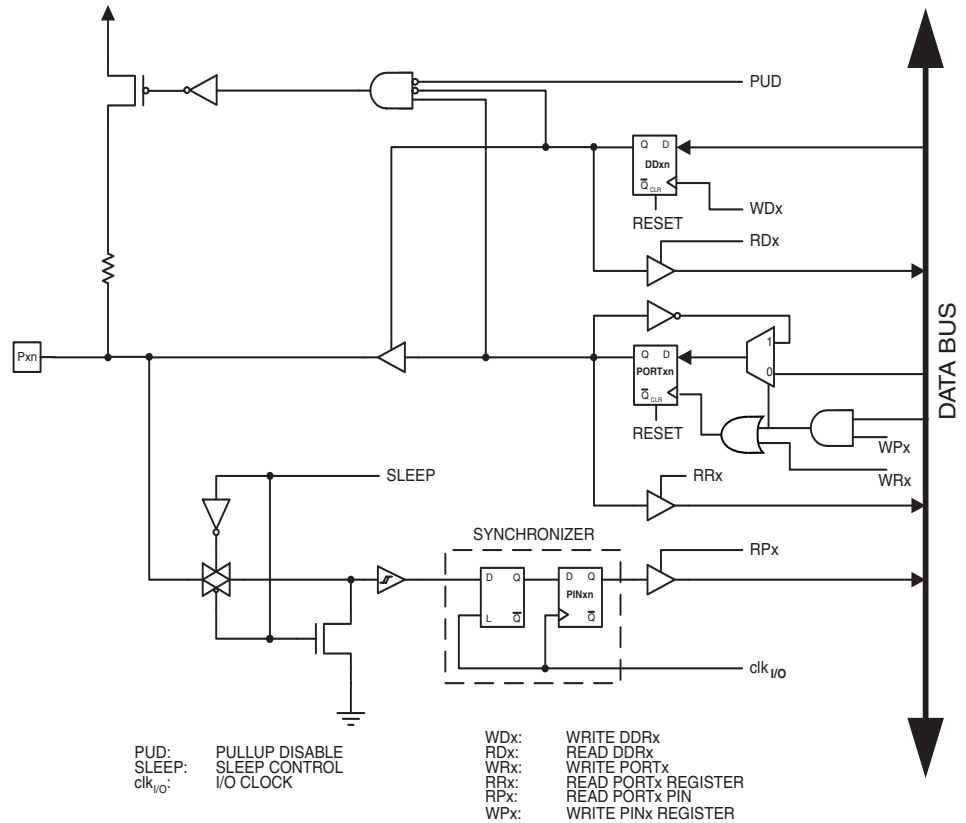 PUD
Q D
DDxn
Q CLR
WDx
RESET
RDx
Pxn
1
Q D
PORTxn
0
Q CLR
RESET
WPx
WRx
DATA BUS
SLEEP
RRx
SYNCHRONIZER
RPx
D Q
D Q
PINxn
L Q
Q
clk I/O
PUD: PULLUP DISABLE
SLEEP: SLEEP CONTROL
clkI/O: I/O CLOCK
WDx: WRITE DDRx
RDx: READ DDRx
WRx: WRITE PORTx
RRx: READ PORTx REGISTER
RPx: READ PORTx PIN
WPx: WRITE PINx REGISTER